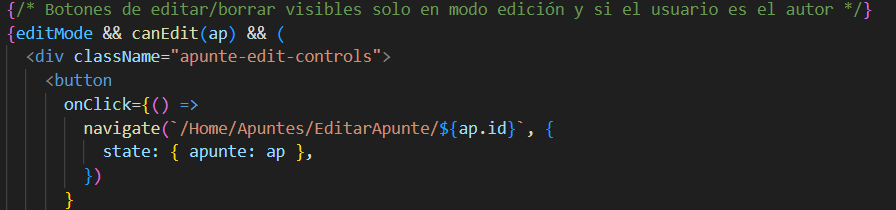 {/* Botones de editar/borrar visibles solo en modo edición y si el usuario es el autor */}
{editMode && canEdit(ap) && (
<div className="apunte-edit-controls">
<button
onClick={() =>
navigate(`/Home/Apuntes/EditarApunte/${ap.id}`, {
state: { apunte: ap },
})
}